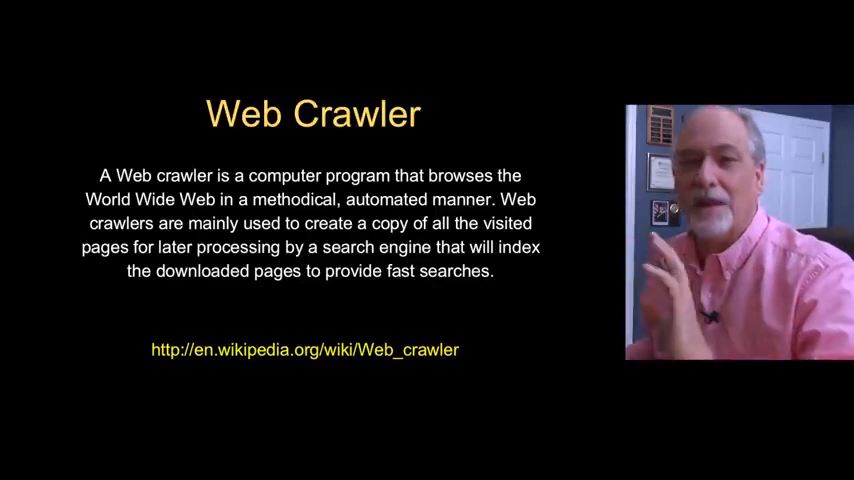 Web Crawler
A Web crawler is a computer program that browses the
World Wide Web in a methodical, automated manner. Web
crawlers are mainly used to create a copy of all the visited
pages for later processing by a search engine that will index
the downloaded pages to provide fast searches.
http://en.wikipedia.org/wiki/Web_crawler